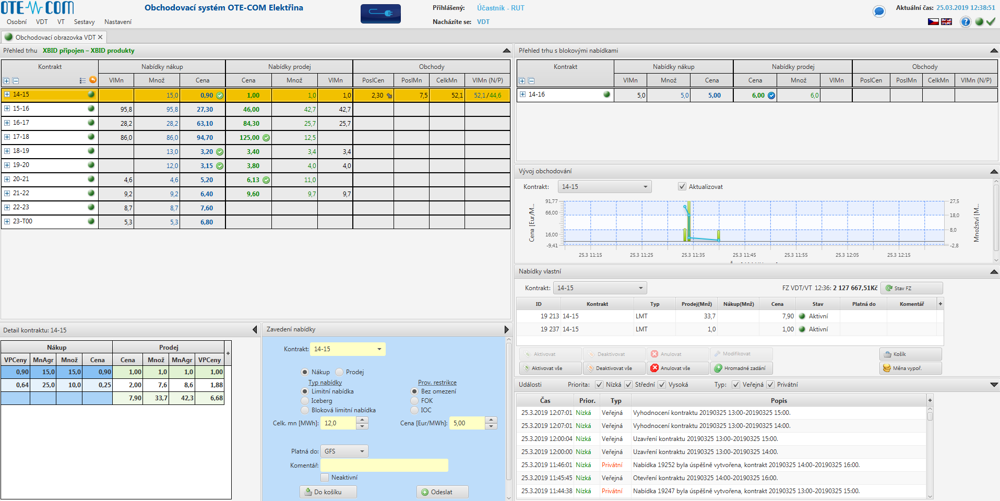 OTE-COM
Obchodovací systém OTE-COM Elektřina
Přihlášený: Účastník - RUT
Nacházíte se: VDT
Aktuální čas: 25.03.2019 12:38:51
Osobní VDT VT Sestavy Nastavení
Obchodovací obrazovka VDT
Přehled trhu XBID připojen – XBID produkty
Kontrakt Nabídky nákup Nabídky prodej Obchody
VlMn Množ Cena Cena Množ VlMn PoslCen PoslMn CelkMn VlMn (N/P)
14-15 15,0 0,90 1,00 1,0 1,0 2,30 7,5 52,1 52,1/44,6
15-16 95,8 95,8 27,30 46,00 42,7 42,7
16-17 28,2 28,2 63,10 84,30 25,7 25,7
17-18 86,0 86,0 94,70 125,00 12,5
18-19 13,0 3,20 3,40 3,4 3,4
19-20 12,0 3,15 3,80 4,0 4,0
20-21 4,6 4,6 5,20 6,13 11,0
21-22 9,2 9,2 6,40 9,60 9,7 9,7
22-23 8,7 8,7 7,60
23-T00 5,3 5,3 6,80
Přehled trhu s blokovými nabídkami
Kontrakt Nabídky nákup Nabídky prodej Obchody
VlMn Množ Cena Cena Množ VlMn PoslCen PoslMn CelkMn VlMn (N/P)
14-16 5,0 5,0 5,00 6,00 6,0
Vývoj obchodování
Kontrakt: 14-15 Aktualizovat
Cena [Eur/M...
91,77
66,00
16,00
-9,41
27,5
18,0
8,0
-2,8
Množství [M...
25.3 11:15 25.3 11:25 25.3 11:35 25.3 11:45 25.3 11:55 25.3 12:05 25.3 12:15
Nabídky vlastní
Kontrakt: 14-15 FZ VDT/VT 12:36: 2 127 667,51Kč Stav FZ
ID Kontrakt Typ Prodej(Mnž) Nákup(Mnž) Cena Stav Platná do Komentář +
19 213 14-15 LMT 33,7 7,90 Aktivní
19 237 14-15 LMT 1,0 1,00 Aktivní
Aktivovat Deaktivovat Anulovat Modifikovat Košík
Aktivovat vše Deaktivovat vše Anulovat vše Hromadné zadání Měna vypoř.
Detail kontraktu: 14-15
Nákup Prodej +
VPCeny MnAgr Množ Cena Cena Množ MnAgr VPCeny
0,90 15,0 15,0 0,90 1,00 1,0 1,0 1,00
0,64 25,0 10,0 0,25 2,00 7,6 8,6 1,88
7,90 33,7 42,3 6,68
Zavedení nabídky
Kontrakt: 14-15
Nákup Prodej
Typ nabídky Prov. restrikce
Limitní nabídka Bez omezení
Iceberg FOK
Bloková limitní nabídka IOC
Celk. mn [MWh]: 12,0 Cena [Eur/MWh]: 5,00
Platná do: GFS
Komentář:
Neaktivní
Do košíku Odeslat
Události Priorita: Nízká Střední Vysoká Typ: Veřejná Privátní
Čas Prior. Typ Popis +
25.3.2019 12:07:01 Nízká Veřejná Vyhodnocení kontraktu 20190325 13:00-20190325 15:00.
25.3.2019 12:07:01 Nízká Veřejná Vyhodnocení kontraktu 20190325 13:00-20190325 14:00.
25.3.2019 12:00:04 Nízká Veřejná Uzavření kontraktu 20190325 13:00-20190325 15:00.
25.3.2019 12:00:00 Nízká Veřejná Uzavření kontraktu 20190325 13:00-20190325 14:00.
25.3.2019 11:46:01 Nízká Privátní Nabídka 19252 byla úspěšně vytvořena, kontrakt 20190325 14:00-20190325 16:00.
25.3.2019 11:45:45 Nízká Veřejná Otevření kontraktu 20190325 14:00-20190325 16:00.
25.3.2019 11:44:38 Nízká Privátní Nabídka 19247 byla úspěšně vytvořena, kontrakt 20190325 13:00-20190325 15:00.